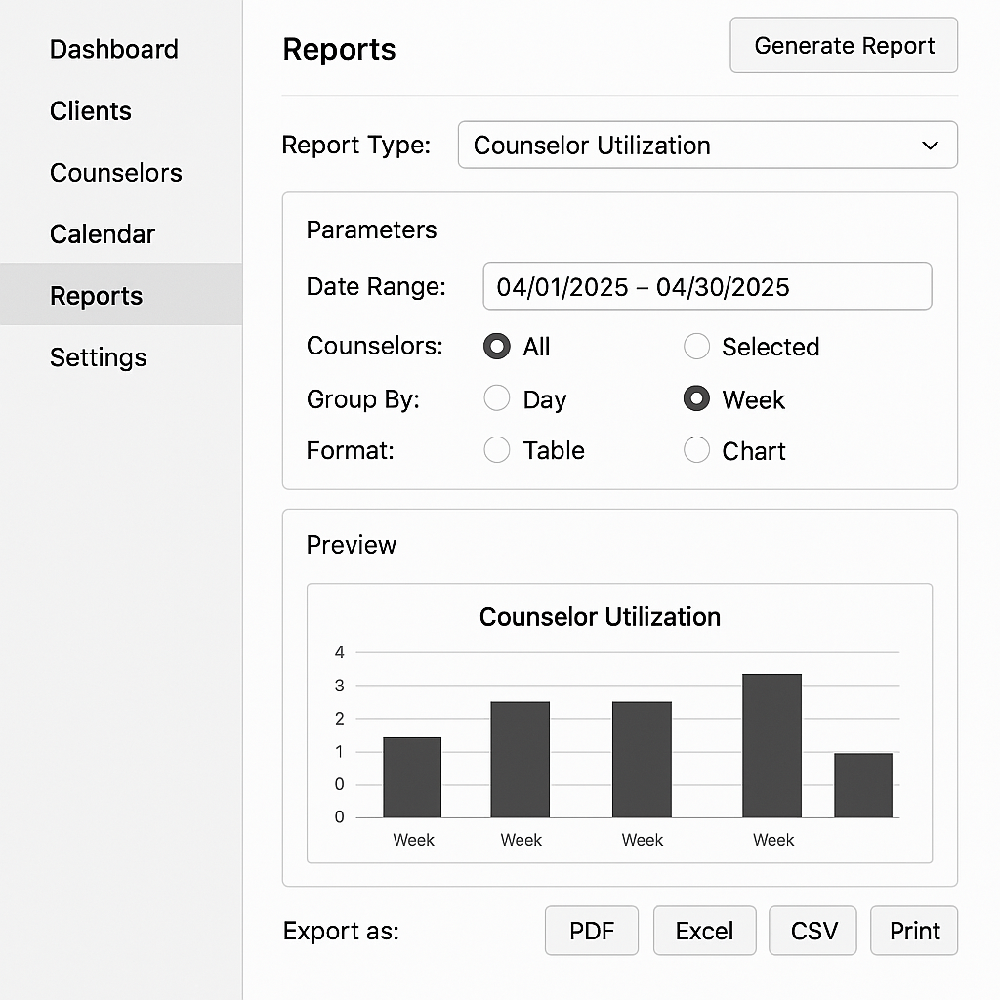 Dashboard
Clients
Counselors
Calendar
Reports
Settings
Reports
Generate Report
Report Type: Counselor Utilization
Parameters
Date Range: 04/01/2025 – 04/30/2025
Counselors: All Selected
Group By: Day Week
Format: Table Chart
Preview
Counselor Utilization
4
3
2
1
0
0
Week Week Week Week
Export as: PDF Excel CSV Print